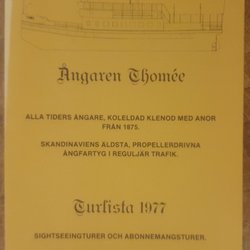 Ångaren Thomée
ALLA TIDERS ÅNGARE, KOLELDAD KLENOD MED ANOR
FRÅN 1875.
SKANDINAVIENS ÄLDSTA, PROPELLERDRIVNA
ÅNGFARTYG I REGULJÄR TRAFIK.
Turlista 1977
SIGHTSEEINGTURER OCH ABONNEMANGSTURER.